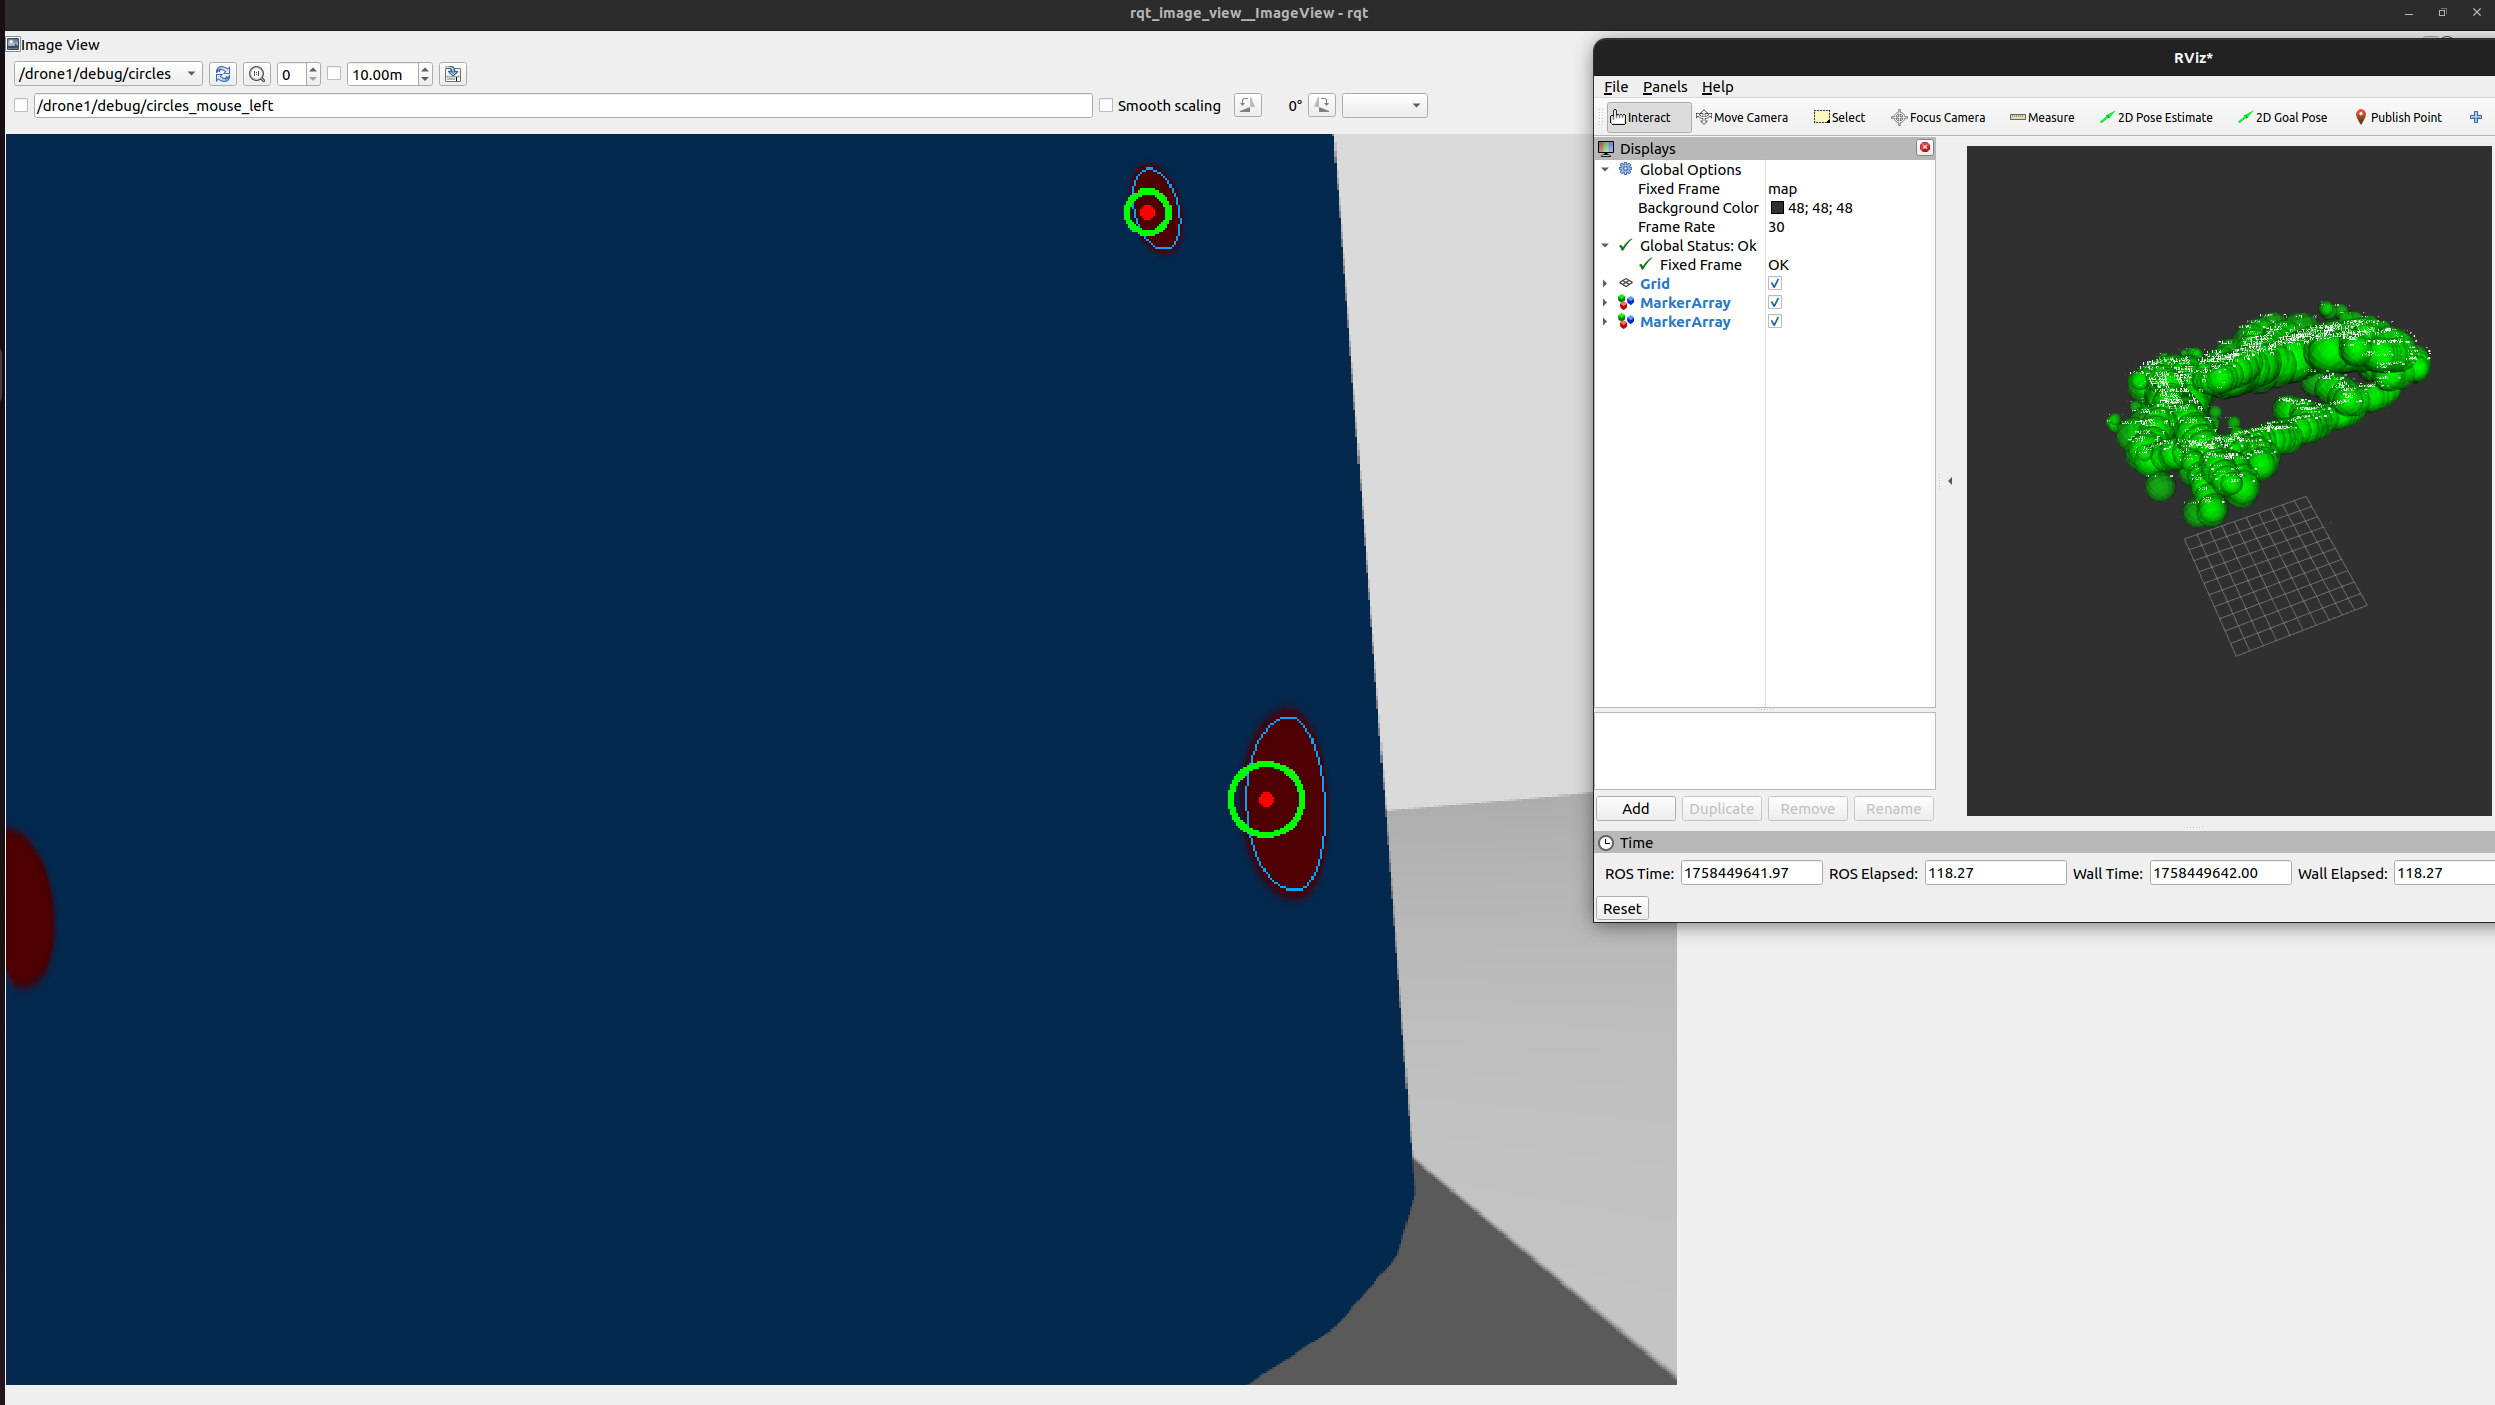 rqt_image_view__ImageView - rqt
Image View
/drone1/debug/circles 0 10.00m
/drone1/debug/circles_mouse_left Smooth scaling 0°
RViz*
File Panels Help
Interact Move Camera Select Focus Camera Measure 2D Pose Estimate 2D Goal Pose Publish Point
Displays
Global Options
Fixed Frame map
Background Color 48; 48; 48
Frame Rate 30
Global Status: Ok
Fixed Frame OK
Grid
MarkerArray
MarkerArray
Add Duplicate Remove Rename
Time
ROS Time: 1758449641.97 ROS Elapsed: 118.27 Wall Time: 1758449642.00 Wall Elapsed: 118.27
Reset